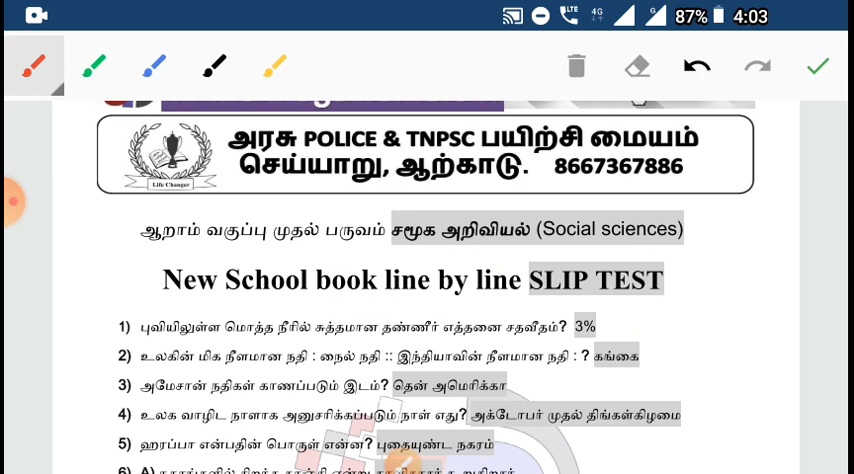 LTE
4G
G
87% 4:03
அரசு POLICE & TNPSC பயிற்சி மையம்
செய்யாறு, ஆற்காடு. 8667367886
Life Changer
ஆறாம் வகுப்பு முதல் பருவம் சமூக அறிவியல் (Social sciences)
New School book line by line SLIP TEST
1) புவியிலுள்ள மொத்த நீரில் சுத்தமான தண்ணீர் எத்தனை சதவீதம்? 3%
2) உலகின் மிக நீளமான நதி : நைல் நதி :: இந்தியாவின் நீளமான நதி : ? கங்கை
3) அமேசான் நதிகள் காணப்படும் இடம்? தென் அமெரிக்கா
4) உலக வாழிட நாளாக அனுசரிக்கப்படும் நாள் எது? அக்டோபர் முதல் திங்கள்கிழமை
5) ஹரப்பா என்பதின் பொருள் என்ன? புதையுண்ட நகரம்
6) A)